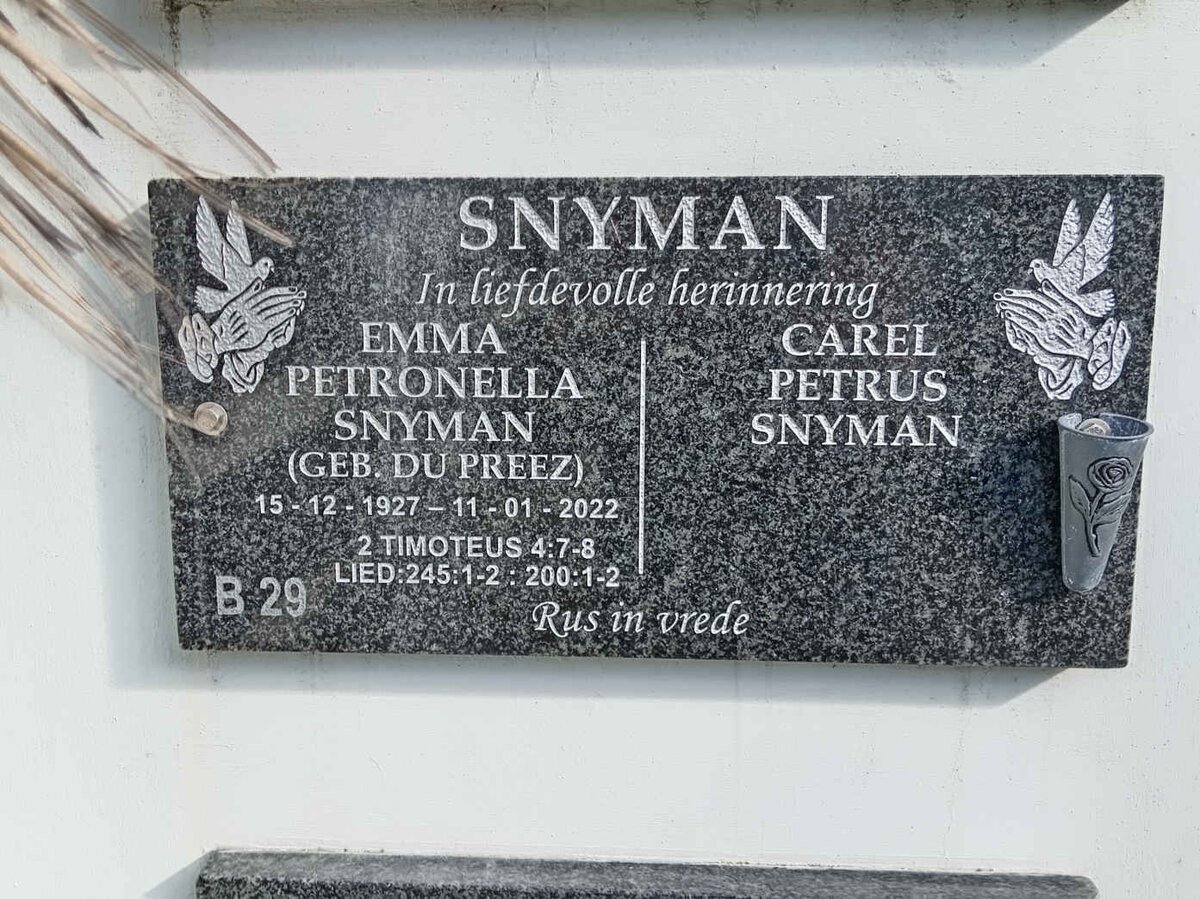 SNYMAN
In liefdevolle herinnering
EMMA
PETRONELLA
SNYMAN
(GEB. DU PREEZ)
15 - 12 - 1927 – 11 - 01 - 2022
2 TIMOTEUS 4:7-8
LIED:245:1-2 : 200:1-2
B 29
CAREL
PETRUS
SNYMAN
Rus in vrede